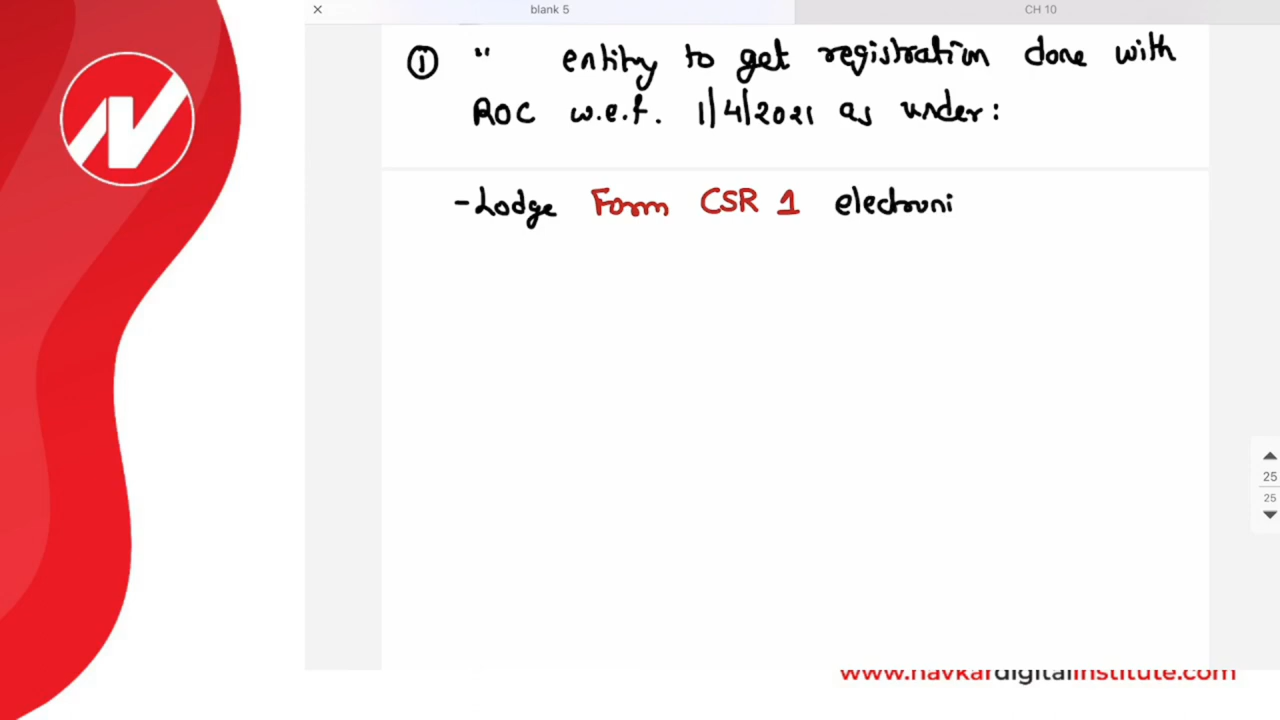 × blank 5 CH 10
① " entity to get registration done with
ROC w.e.f. 1/4/2021 as under:
- Lodge Form CSR 1 electroni
25
25
www.navkardigitalinstitute.com